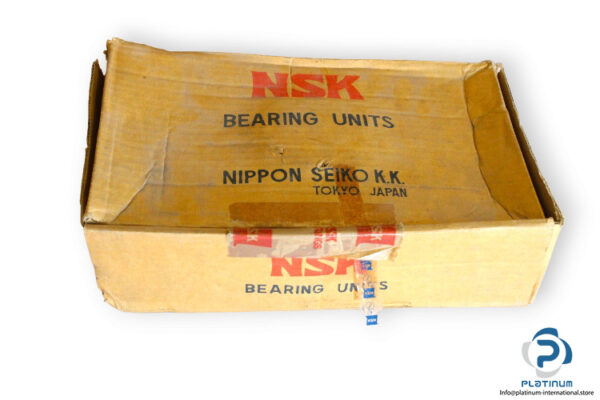 NSK
BEARING UNITS
NIPPON SEIKO K.K.
TOKYO JAPAN
NSK
BEARING UNITS
PLATINUM
Info@platinum-international.store